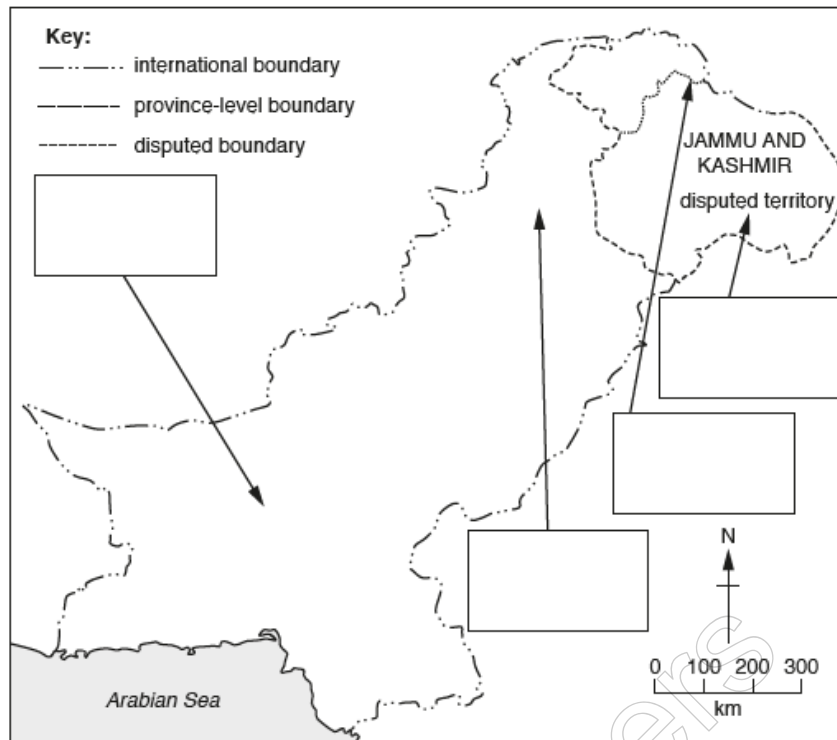 Key:
international boundary
province-level boundary
disputed boundary
JAMMU AND
KASHMIR
disputed territory
N
0 100 200 300
km
Arabian Sea
ers